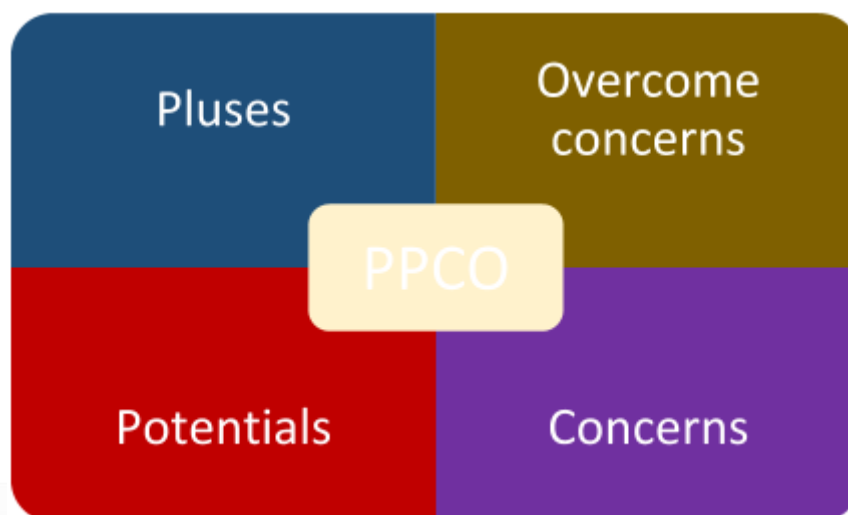 Pluses
Overcome
concerns
PPCO
Potentials
Concerns